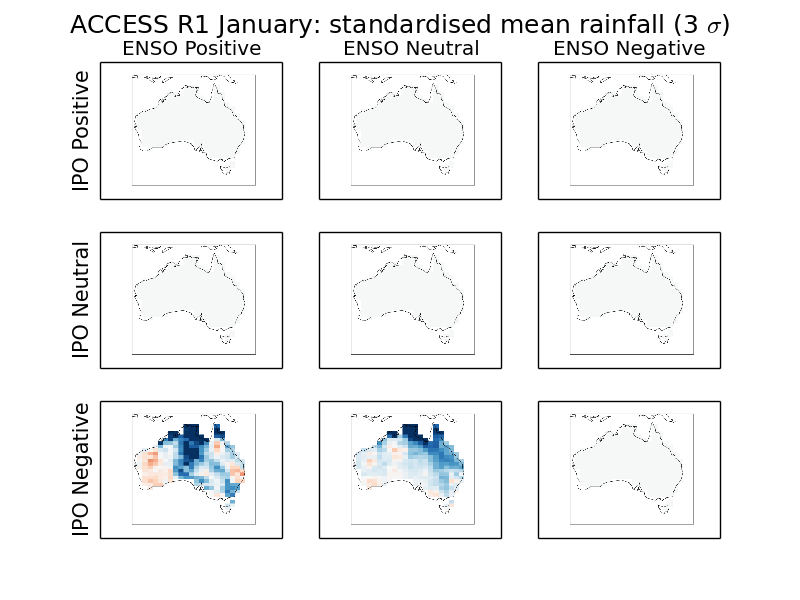 ACCESS R1 January: standardised mean rainfall (3 σ)
ENSO Positive
ENSO Neutral
ENSO Negative
IPO Positive
IPO Neutral
IPO Negative